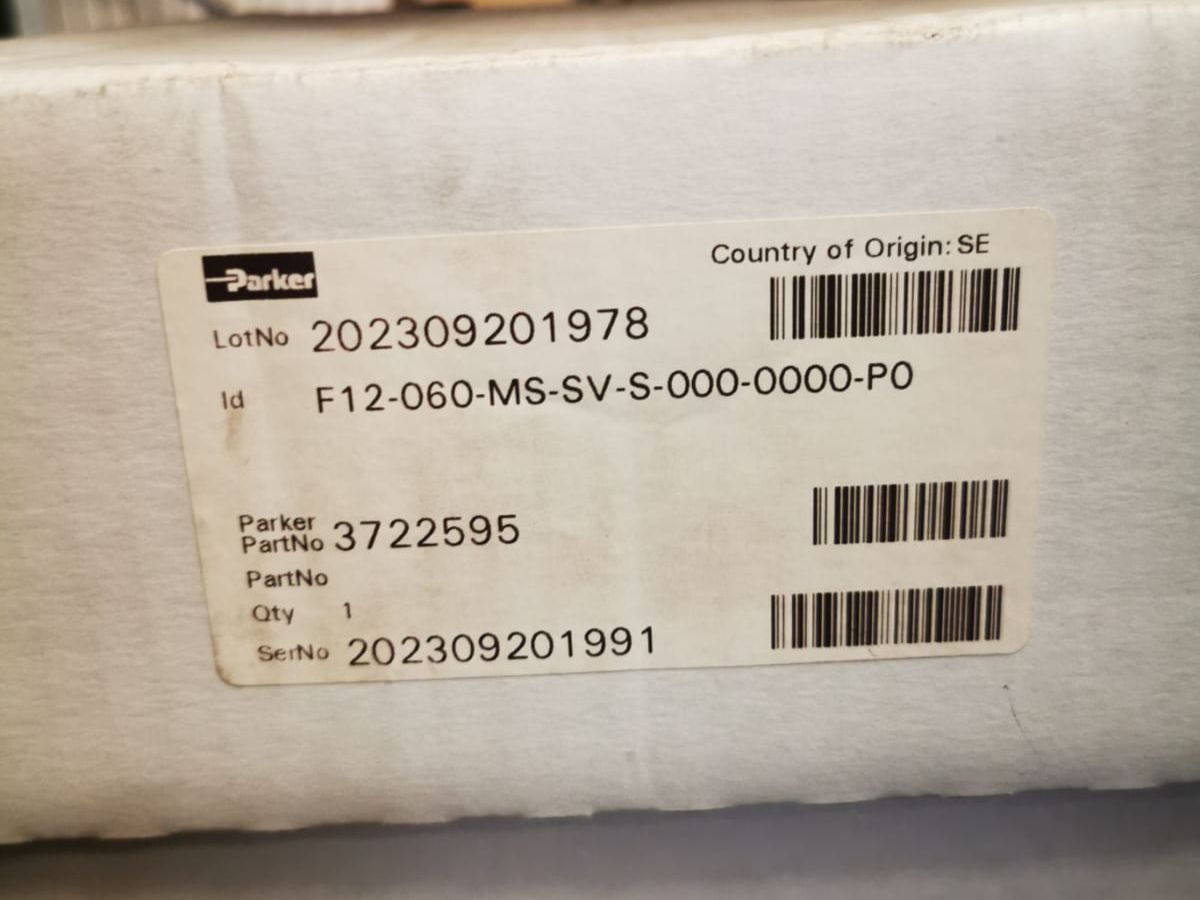 Parker
Country of Origin: SE
LotNo 202309201978
Id F12-060-MS-SV-S-000-0000-P0
Parker
PartNo 3722595
PartNo
Qty 1
SerNo 202309201991